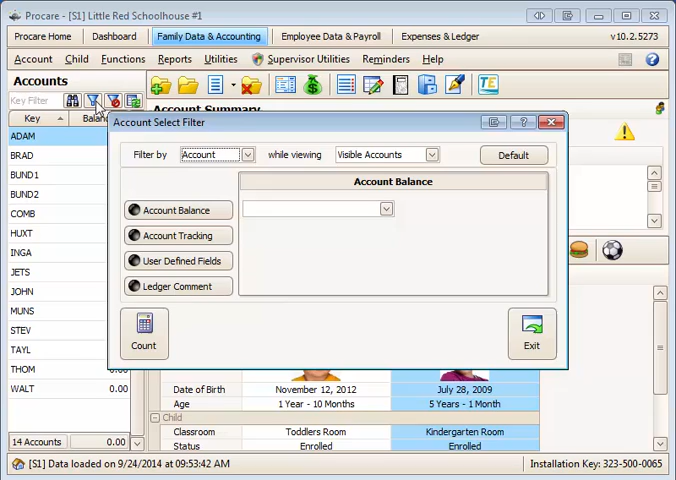 Procare - [S1] Little Red Schoolhouse #1
Procare Home Dashboard Family Data & Accounting Employee Data & Payroll Expenses & Ledger v10.2.5273
Account Child Functions Reports Utilities Supervisor Utilities Reminders Help
Accounts
Key Filter
TE
Account Summary
Key Balan
ADAM
BRAD
BUND1
BUND2
COMB
HUXT
INGA
JETS
JOHN
MUNS
STEV
TAYL
THOM 0.00
WALT 0.00
14 Accounts 0.00
Account Select Filter
Filter by Account while viewing Visible Accounts Default
Account Balance
Account Balance
Account Tracking
User Defined Fields
Ledger Comment
Count
Exit
Date of Birth November 12, 2012 July 28, 2009
Age 1 Year - 10 Months 5 Years - 1 Month
Child
Classroom Toddlers Room Kindergarten Room
Status Enrolled Enrolled
[S1] Data loaded on 9/24/2014 at 09:53:42 AM Installation Key: 323-500-0065